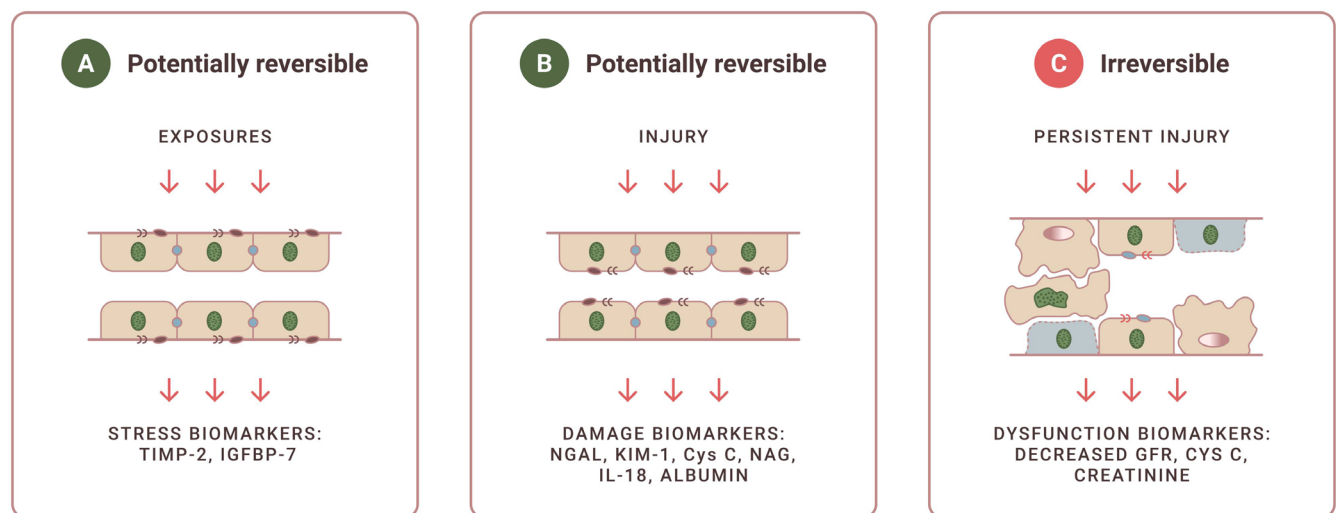 A Potentially reversible
EXPOSURES
STRESS BIOMARKERS:
TIMP-2, IGFBP-7
B Potentially reversible
INJURY
DAMAGE BIOMARKERS:
NGAL, KIM-1, Cys C, NAG,
IL-18, ALBUMIN
C Irreversible
PERSISTENT INJURY
DYSFUNCTION BIOMARKERS:
DECREASED GFR, CYS C,
CREATININE